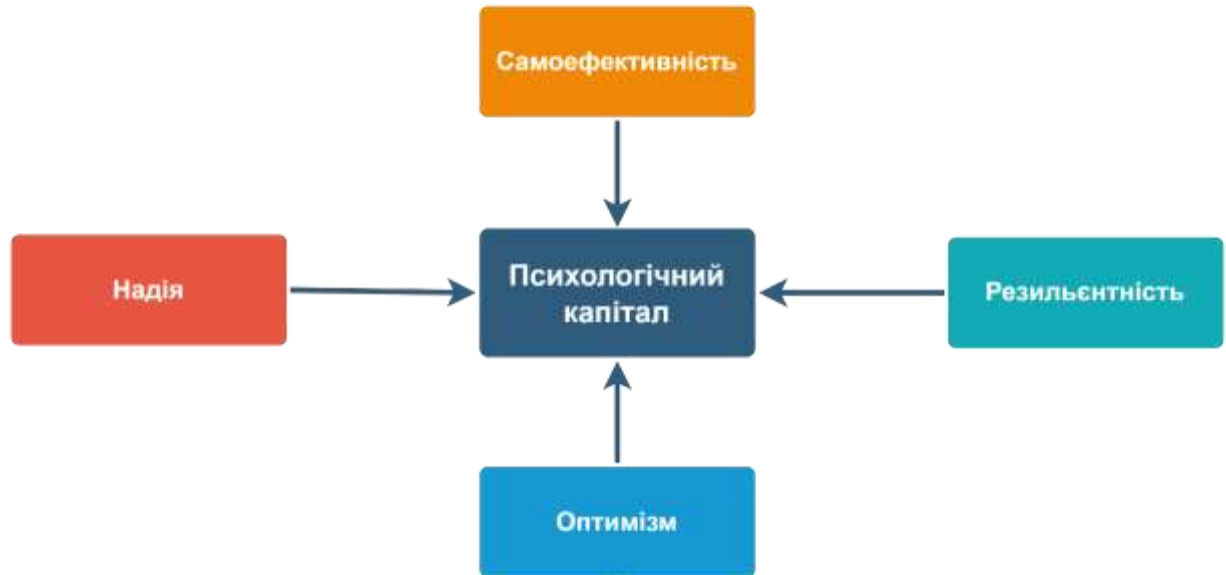 Самоефективність
Надія
Психологічний
капітал
Резильєнтність
Оптимізм